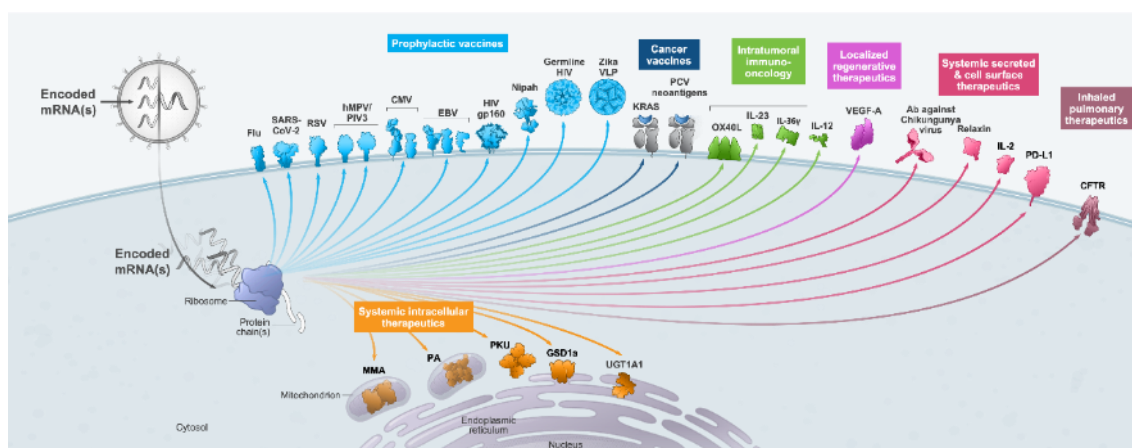 Prophylactic vaccines
Cancer
vaccines
Intratumoral
immuno-
oncology
Localized
regenerative
therapeutics
Systemic secreted
& cell surface
therapeutics
Inhaled
pulmonary
therapeutics
Encoded
mRNA(s)
Flu
SARS-
CoV-2
RSV
hMPV/
PIV3
CMV
EBV
HIV
gp160
Nipah
Germline
HIV
Zika
VLP
KRAS
PCV
neoantigens
OX40L
IL-23
IL-36γ
IL-12
VEGF-A
Ab against
Chikungunya
virus
Relaxin
IL-2
PD-L1
CFTR
Encoded
mRNA(s)
Ribosome
Protein
chain(s)
Systemic intracellular
therapeutics
MMA
PA
PKU
GSD1a
UGT1A1
Mitochondrion
Endoplasmic
reticulum
Cytosol
Nucleus